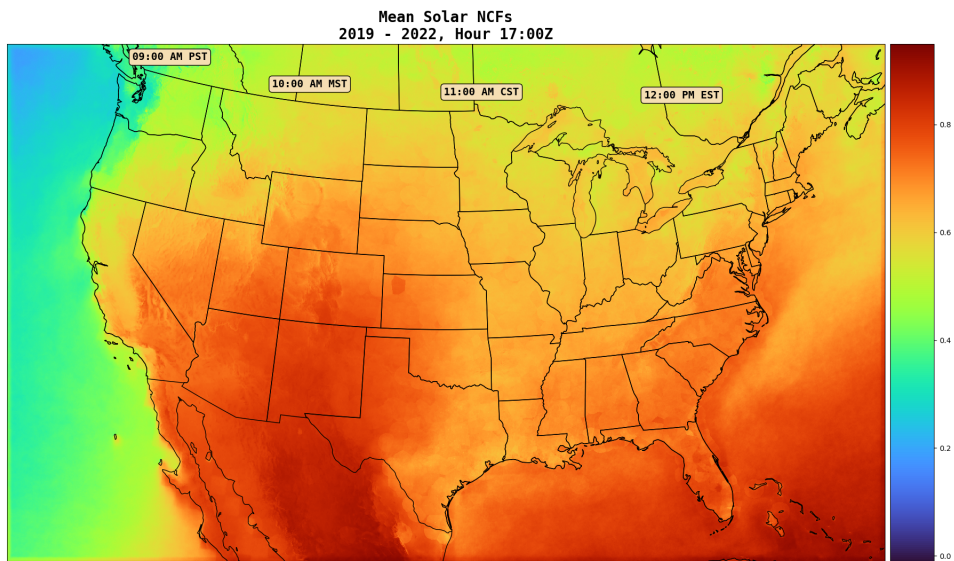 Mean Solar NCFs
2019 - 2022, Hour 17:00Z
09:00 AM PST
10:00 AM MST
11:00 AM CST
12:00 PM EST
0.8
0.6
0.4
0.2
0.0